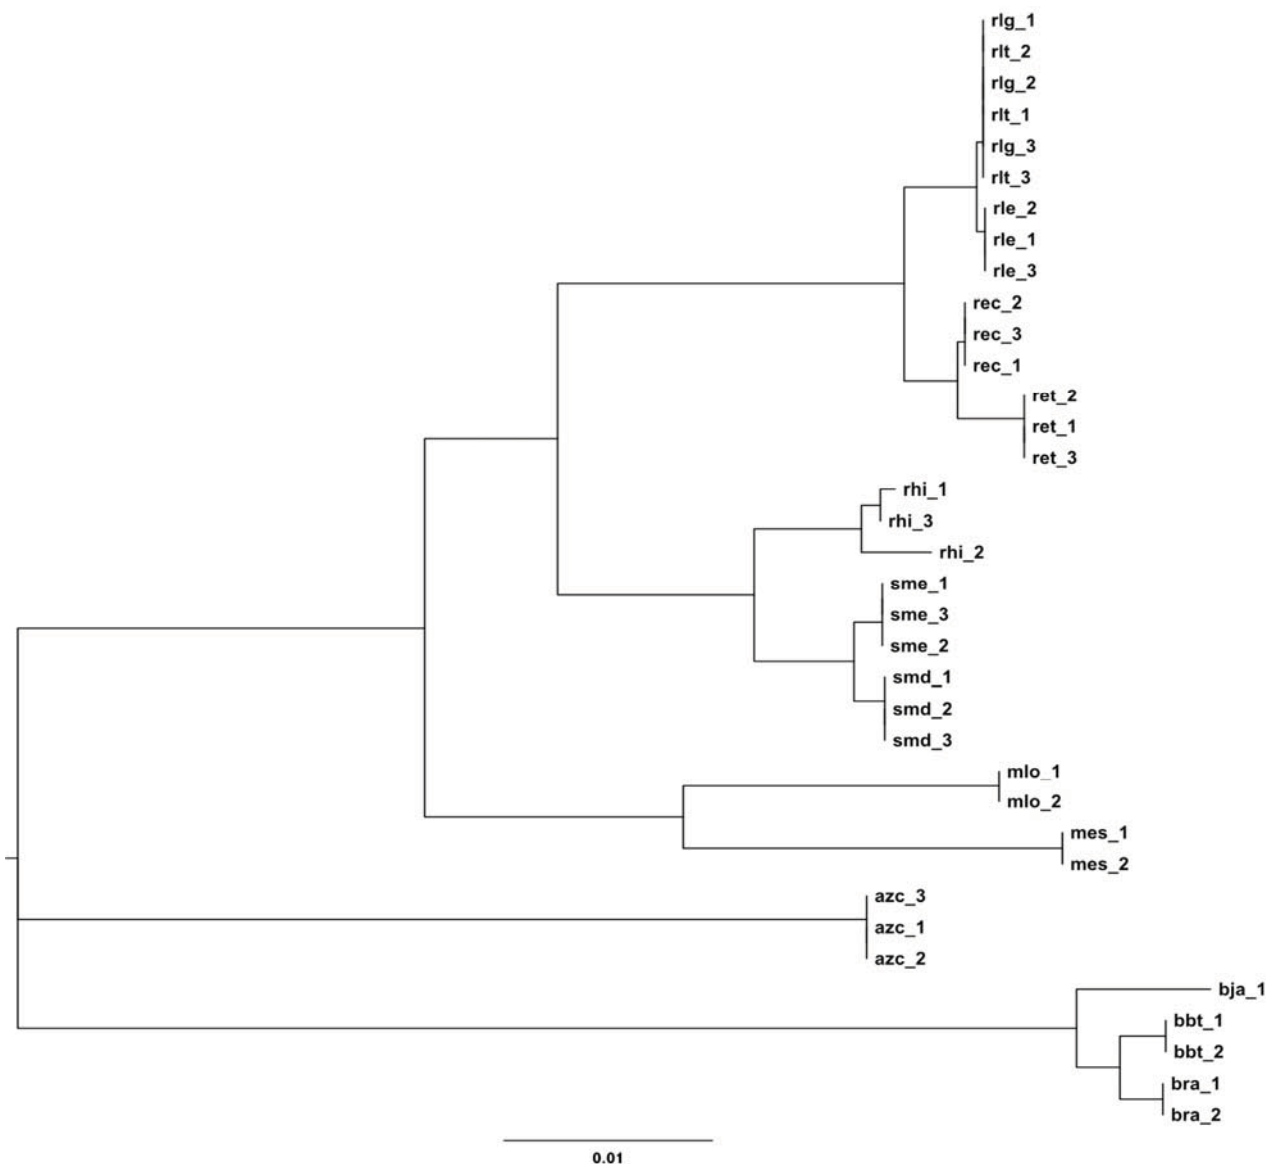 rlg_1
rlt_2
rlg_2
rlt_1
rlg_3
rlt_3
rle_2
rle_1
rle_3
rec_2
rec_3
rec_1
ret_2
ret_1
ret_3
rhi_1
rhi_3
rhi_2
sme_1
sme_3
sme_2
smd_1
smd_2
smd_3
mlo_1
mlo_2
mes_1
mes_2
azc_3
azc_1
azc_2
bja_1
bbt_1
bbt_2
bra_1
bra_2
0.01